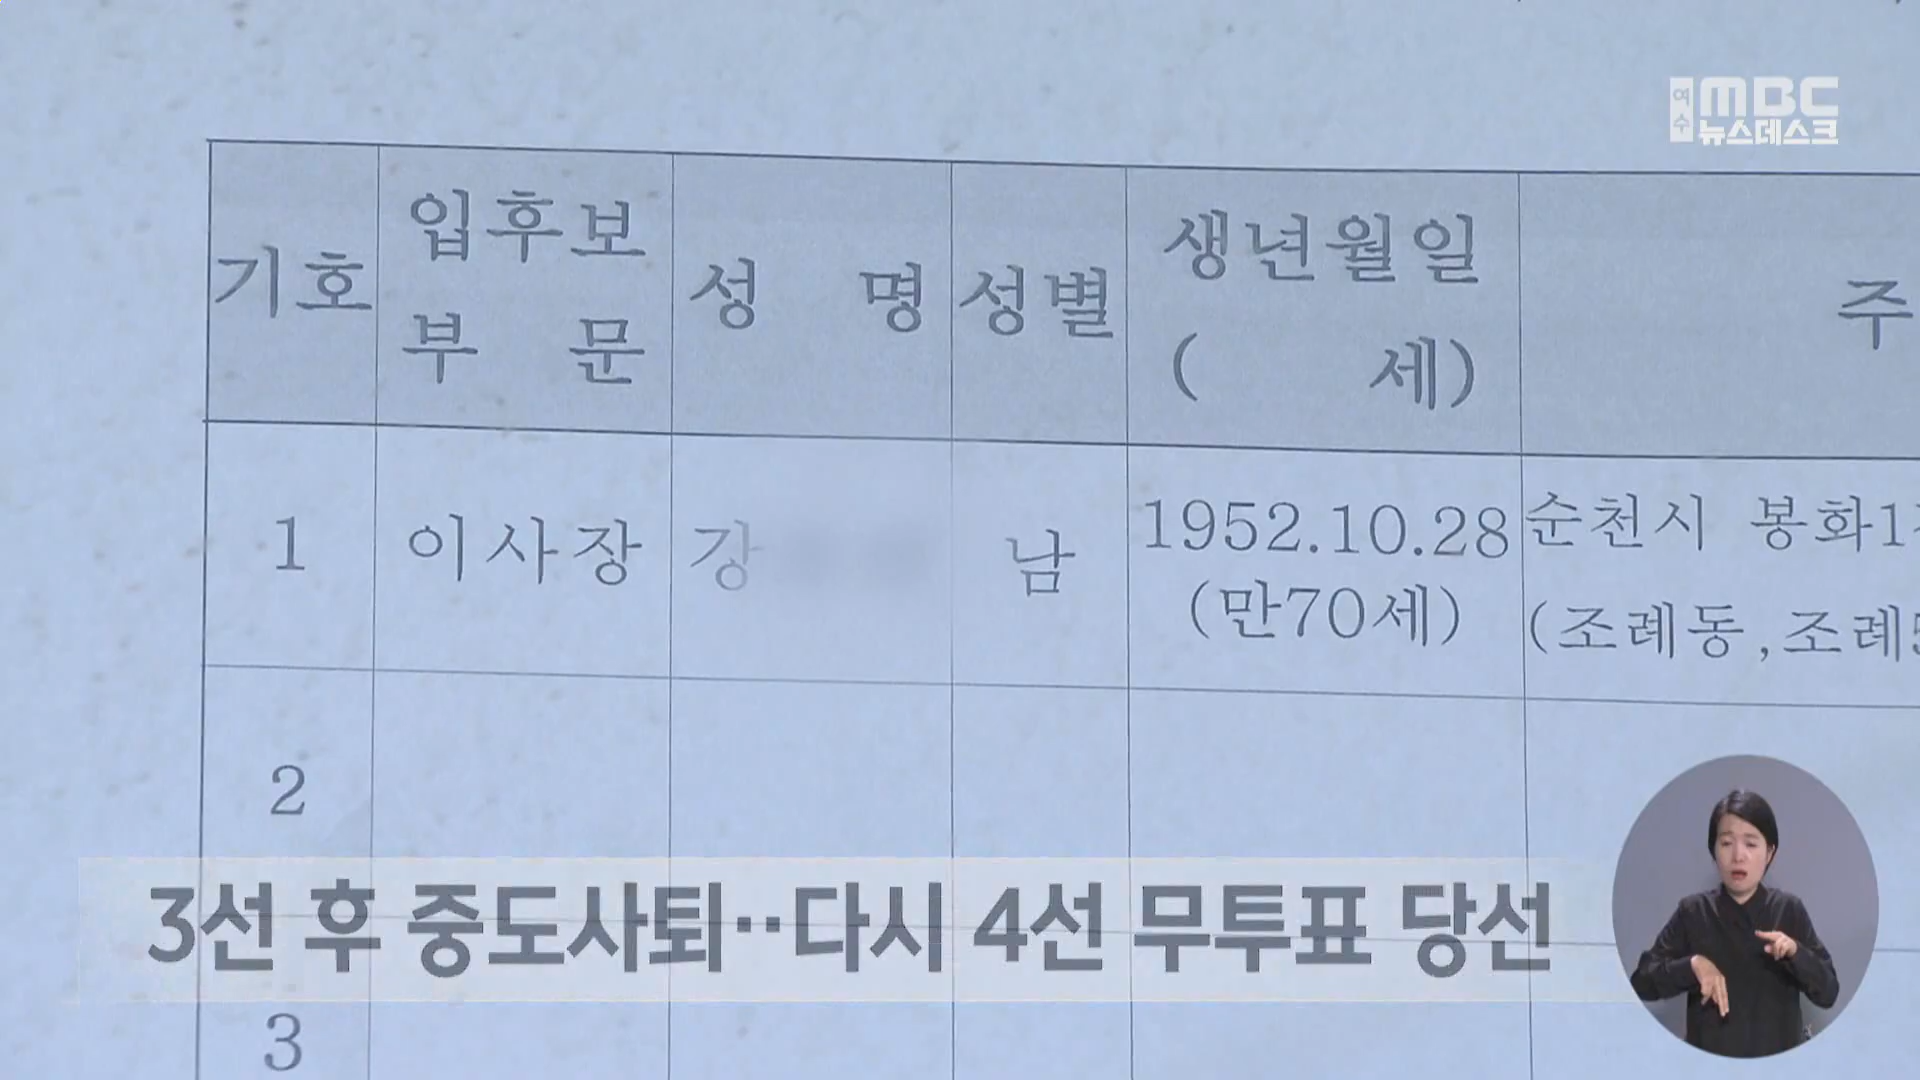 여수 MBC
뉴스데스크
기호 입후보 부 문 성 명 성별 생년월일 ( 세) 주
1 이사장 강 남 1952.10.28 (만70세) 순천시 봉화1 (조례동,조례5
2
3선 후 중도사퇴··다시 4선 무투표 당선
3